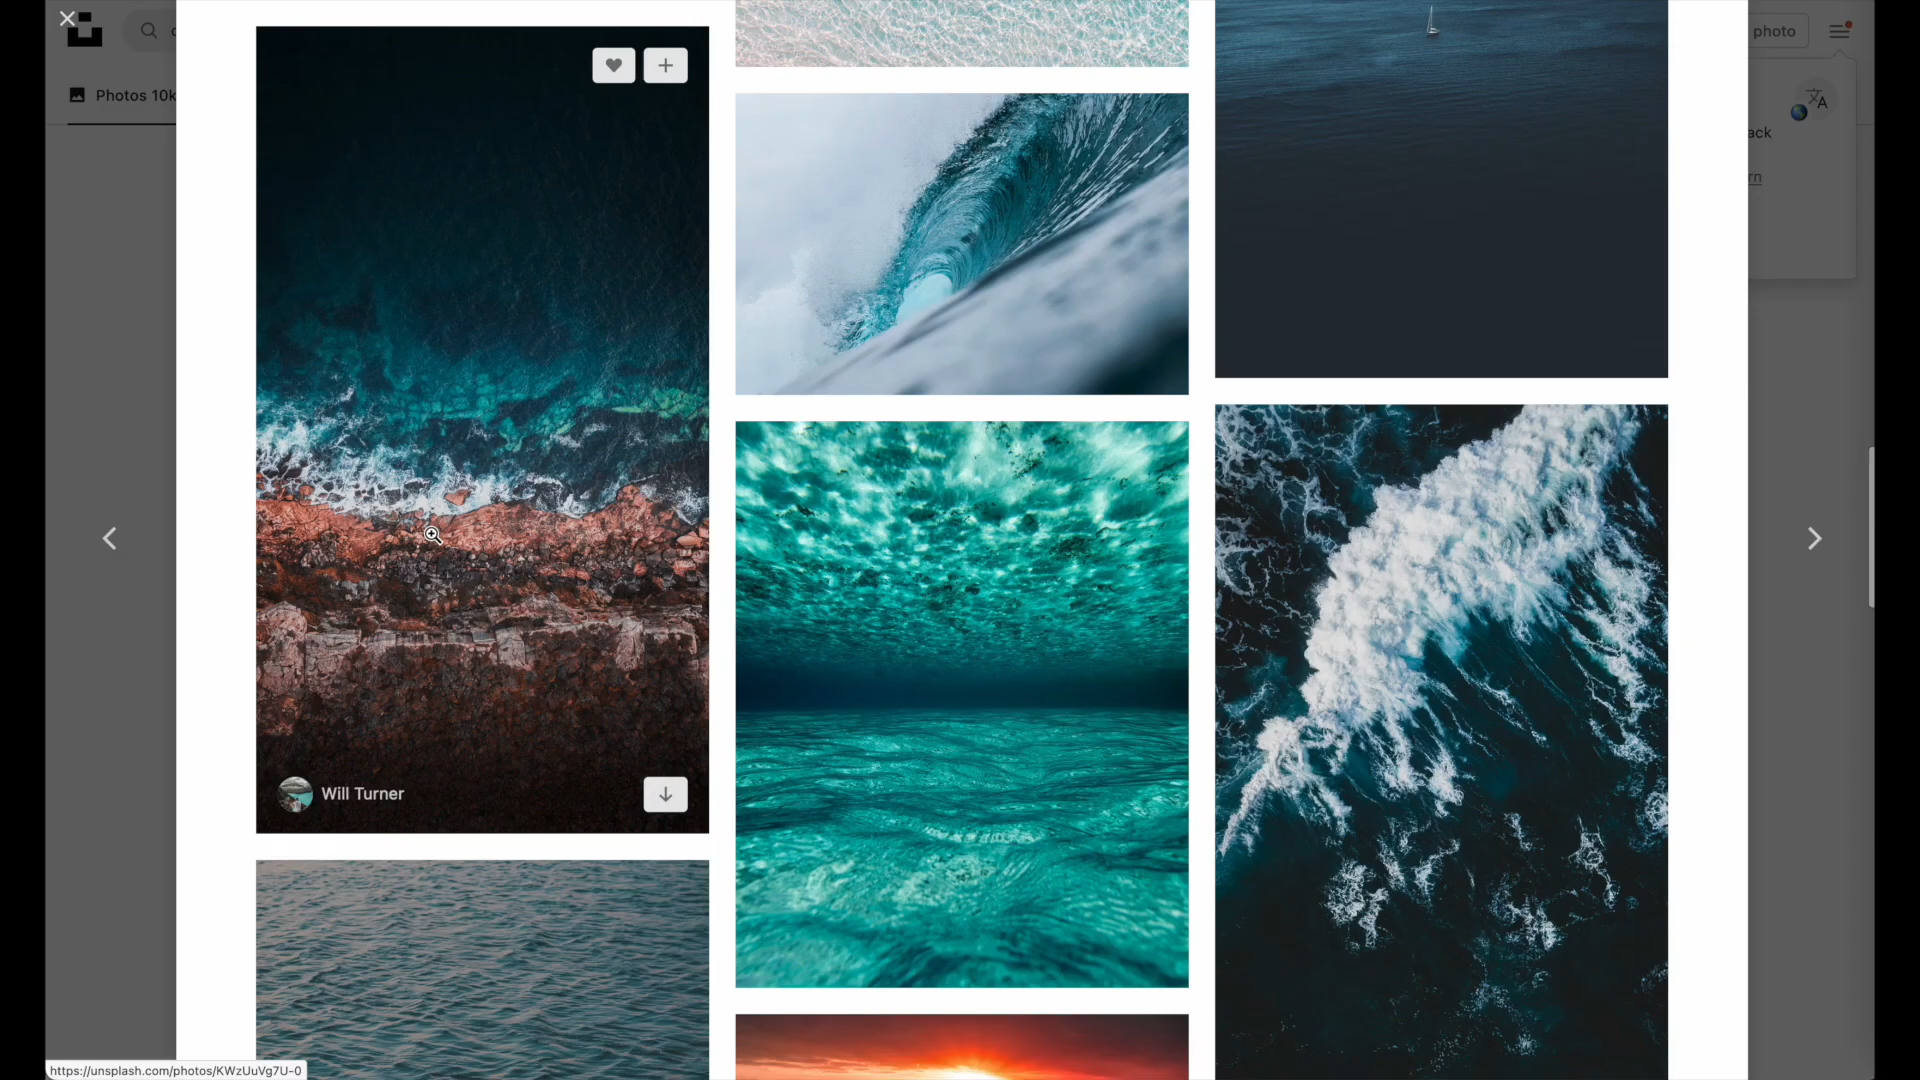 Photos 10k
photo
ack
rn
Will Turner
https://unsplash.com/photos/KWzUuVg7U-0